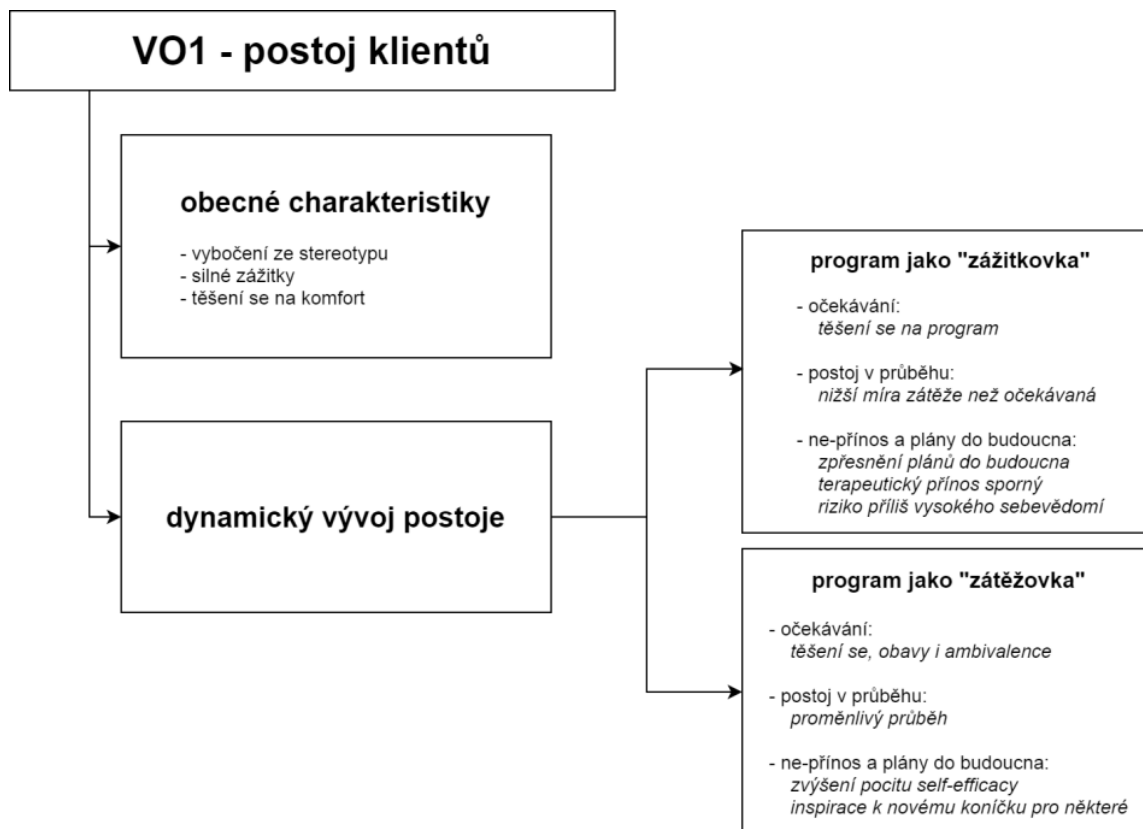 VO1 - postoj klientů
obecné charakteristiky
- vybočení ze stereotypu
- silné zážitky
- těšení se na komfort
dynamický vývoj postoje
program jako "zážitkovka"
- očekávání:
těšení se na program
- postoj v průběhu:
nižší míra zátěže než očekávaná
- ne-přínos a plány do budoucna:
zpřesnění plánů do budoucna
terapeutický přínos sporný
riziko příliš vysokého sebevědomí
program jako "zátěžovka"
- očekávání:
těšení se, obavy i ambivalence
- postoj v průběhu:
proměnlivý průběh
- ne-přínos a plány do budoucna:
zvýšení pocitu self-efficacy
inspirace k novému koníčku pro některé